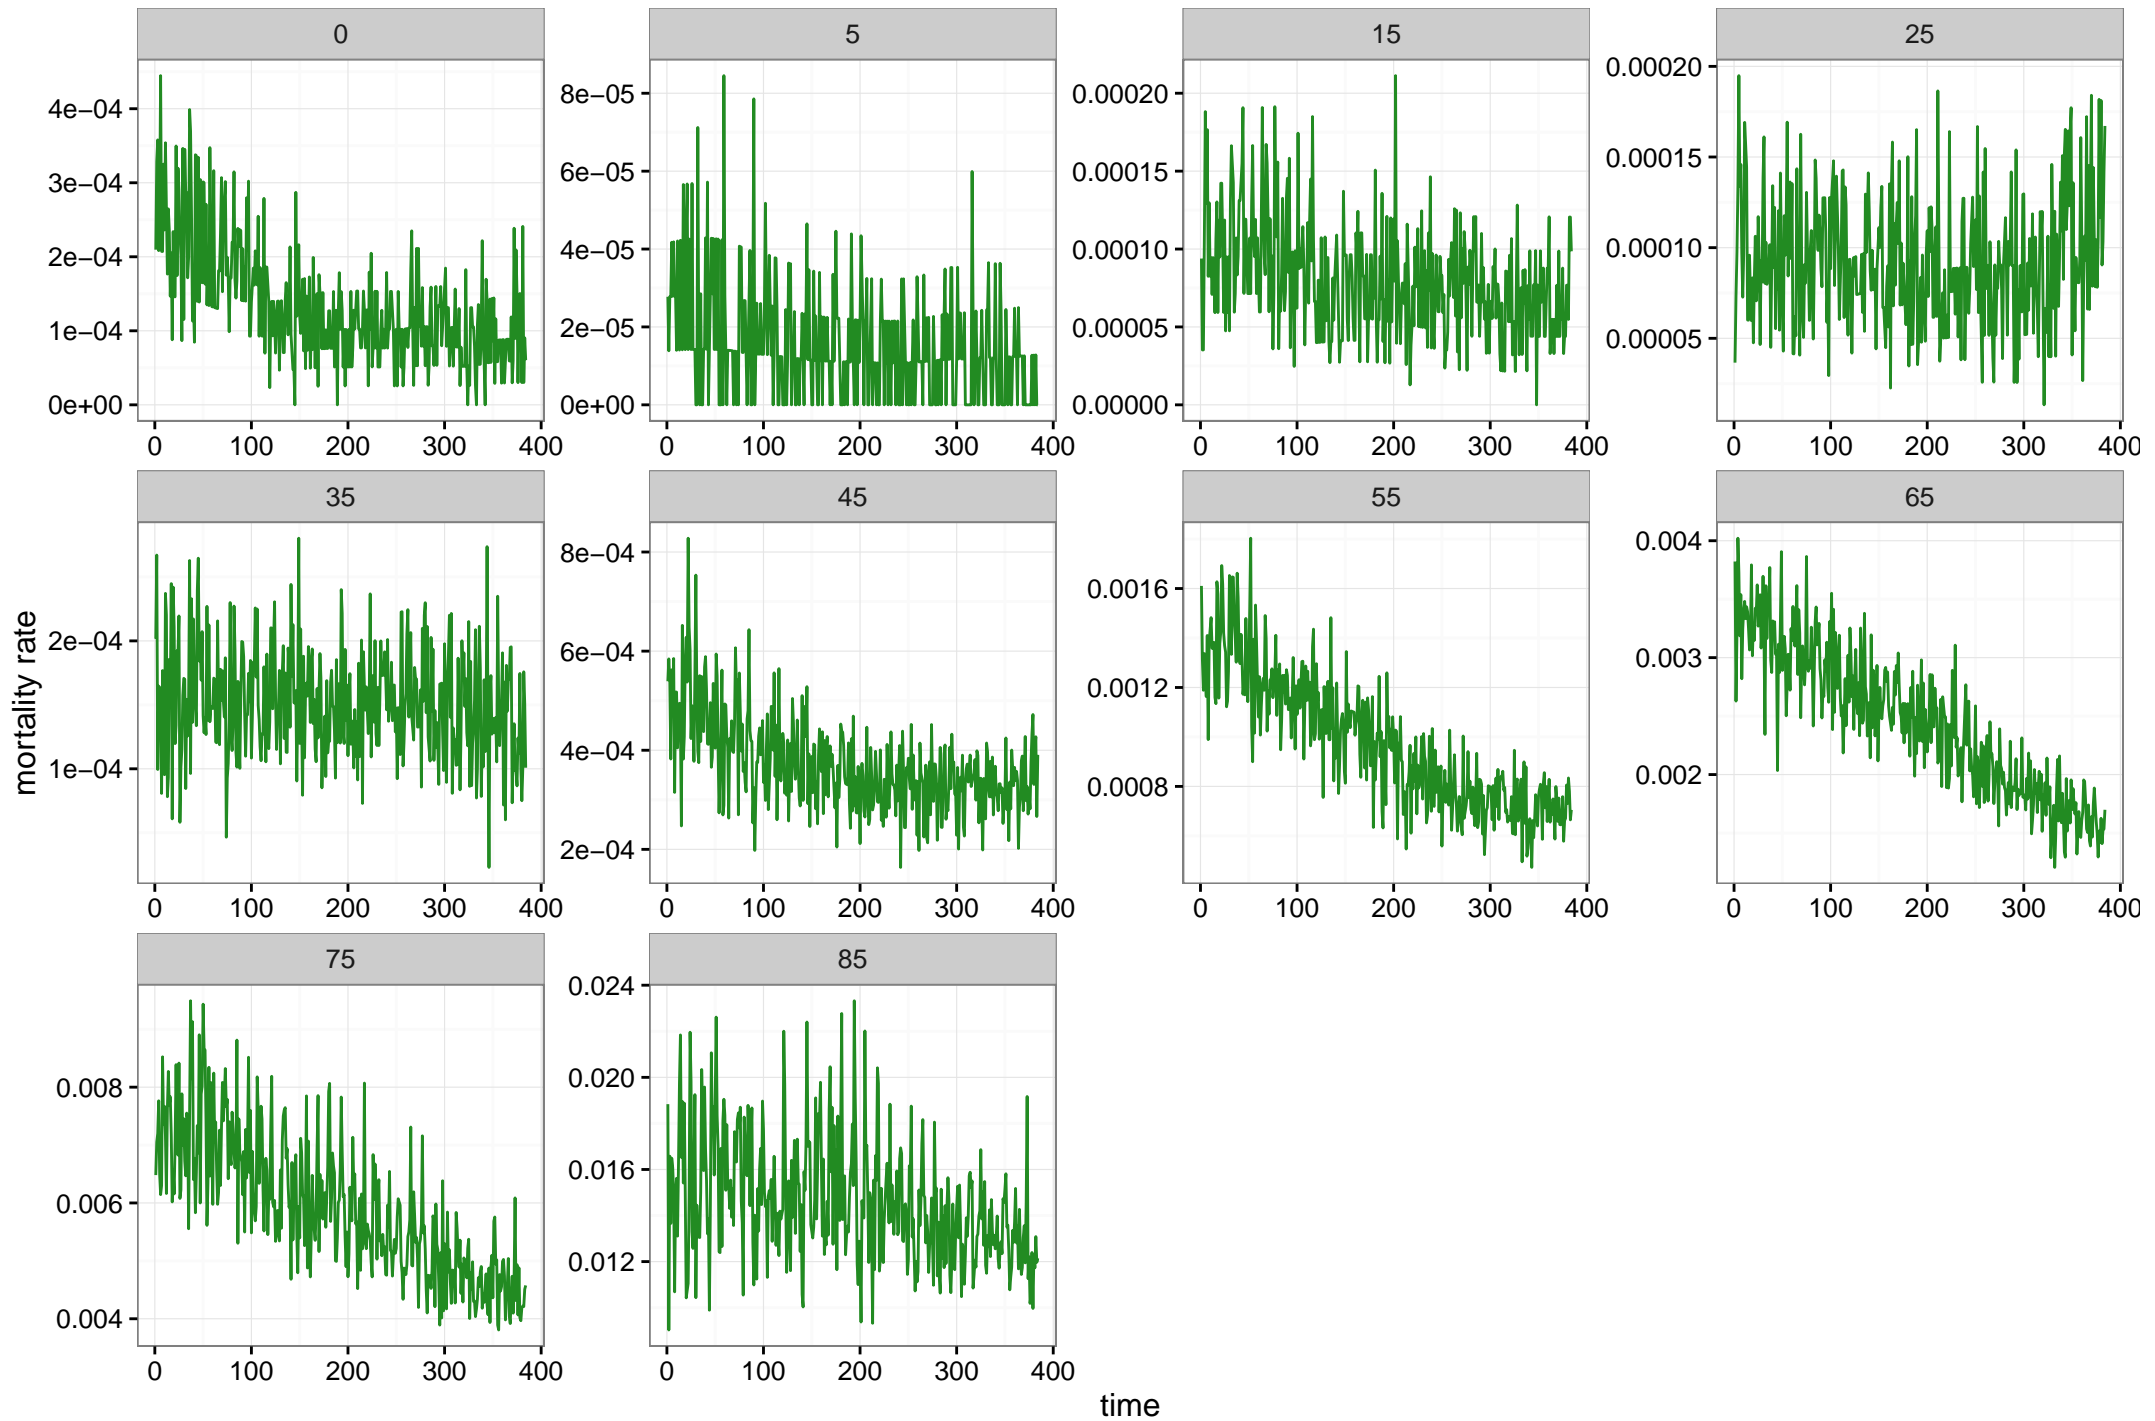 0 5 15 25
4e−04 3e−04 2e−04 1e−04 0e+00
8e−05 6e−05 4e−05 2e−05 0e+00
0.00020 0.00015 0.00010 0.00005 0.00000
0.00020 0.00015 0.00010 0.00005
0 100 200 300 400 0 100 200 300 400 0 100 200 300 400 0 100 200 300 400
35 45 55 65
mortality rate
2e−04 1e−04
8e−04 6e−04 4e−04 2e−04
0.0016 0.0012 0.0008
0.004 0.003 0.002
0 100 200 300 400 0 100 200 300 400 0 100 200 300 400 0 100 200 300 400
75 85
0.008 0.006 0.004
0.024 0.020 0.016 0.012
0 100 200 300 400 0 100 200 300 400
time